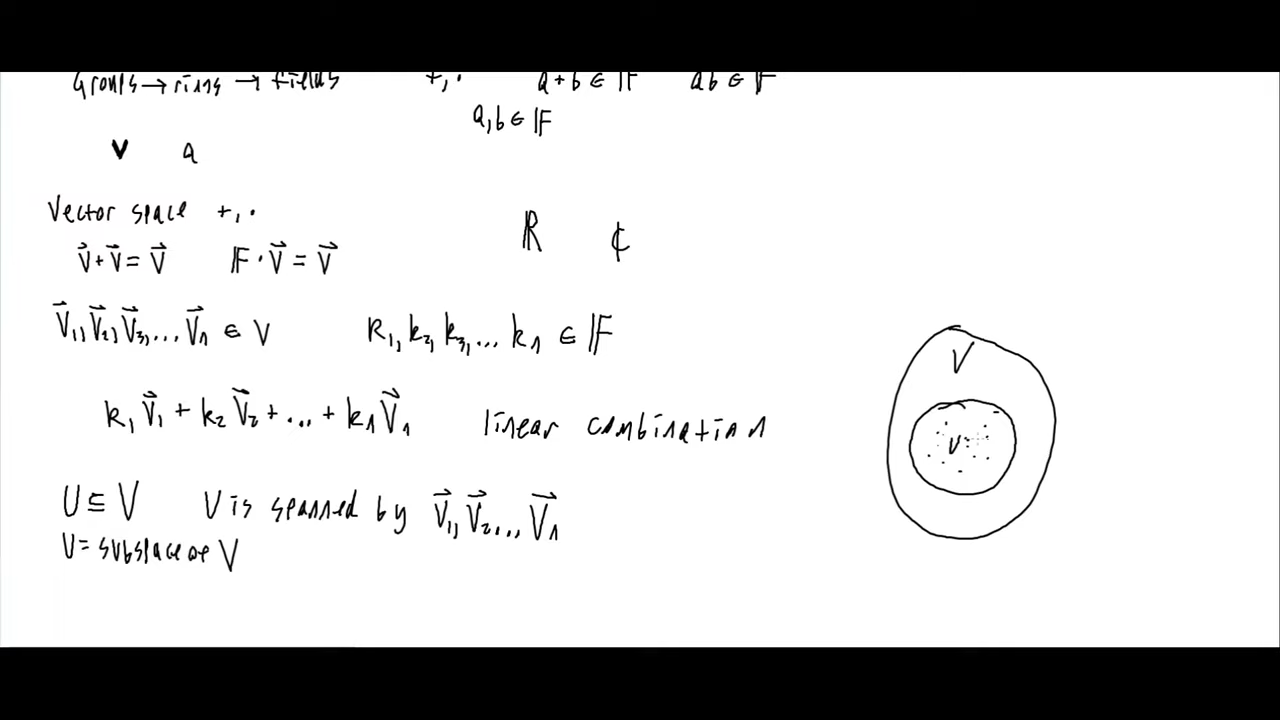 Groups → rings → fields +, · a + b ∈ 𝔽 ab ∈ 𝔽
a, b ∈ 𝔽
v a
Vector space +, ·
v⃗ + v⃗ = v⃗ 𝔽 · v⃗ = v⃗
ℝ ₵
v⃗₁, v⃗₂, v⃗₃, ... v⃗n ∈ V k₁, k₂, k₃, ... kn ∈ 𝔽
k₁v⃗₁ + k₂v⃗₂ + ... + knv⃗n linear combination
U ⊆ V U is spanned by v⃗₁, v⃗₂, ... v⃗n
U = subspace of V
V
U